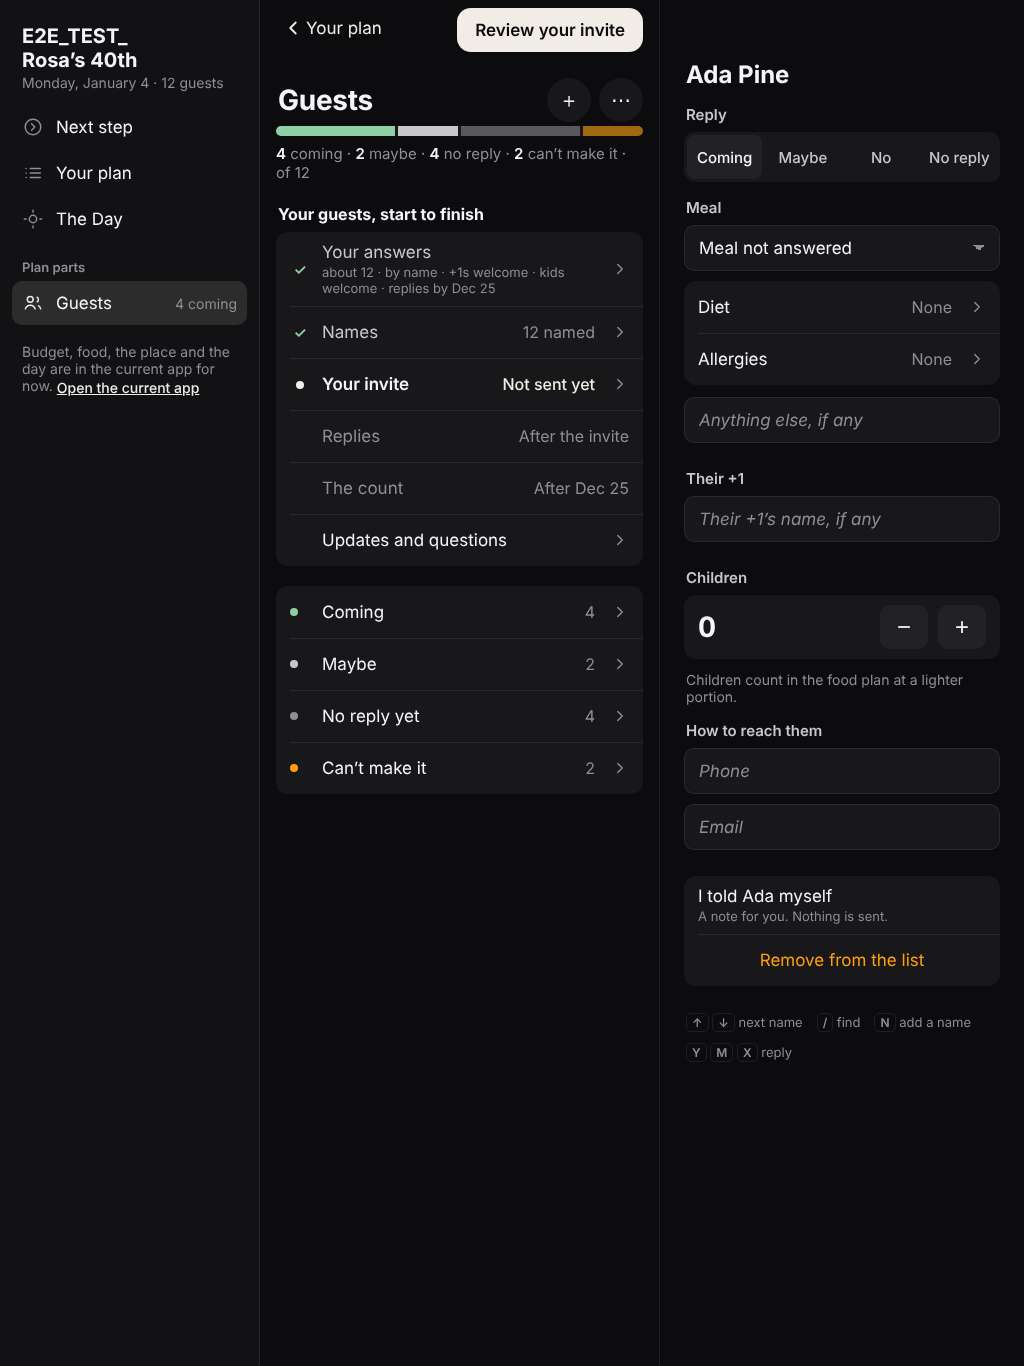 E2E_TEST_
Rosa’s 40th
Monday, January 4 · 12 guests
Next step
Your plan
The Day
Plan parts
Guests 4 coming
Budget, food, the place and the
day are in the current app for
now. Open the current app
Your plan
Review your invite
Guests
+ ···
4 coming · 2 maybe · 4 no reply · 2 can’t make it ·
of 12
Your guests, start to finish
Your answers
about 12 · by name · +1s welcome · kids
welcome · replies by Dec 25
Names 12 named
Your invite Not sent yet
Replies After the invite
The count After Dec 25
Updates and questions
Coming 4
Maybe 2
No reply yet 4
Can’t make it 2
Ada Pine
Reply
Coming Maybe No No reply
Meal
Meal not answered
Diet None
Allergies None
Anything else, if any
Their +1
Their +1’s name, if any
Children
0 − +
Children count in the food plan at a lighter
portion.
How to reach them
Phone
Email
I told Ada myself
A note for you. Nothing is sent.
Remove from the list
↑ ↓ next name / find N add a name
Y M X reply